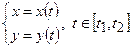 {x = x(t)
{y = y(t), t ∈ [t₁, t₂]